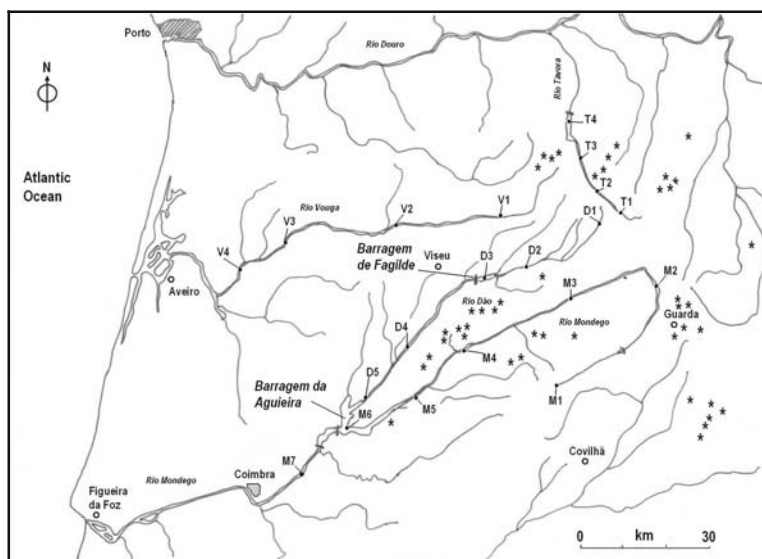 Porto
Rio Douro
N
Rio Tavora
T4
Atlantic
Ocean
T3
T2
T1
V1
D1
Rio Vouga
V2
V3
V4
Barragem
de Fagilde
Viseu
D3
D2
M2
M3
Aveiro
Rio Dão
Rio Mondego
Guarda
D4
M4
Barragem da
Aguieira
D5
M1
M5
M6
Covilhã
Coimbra
M7
Rio Mondego
Figueira
da Foz
0
km
30